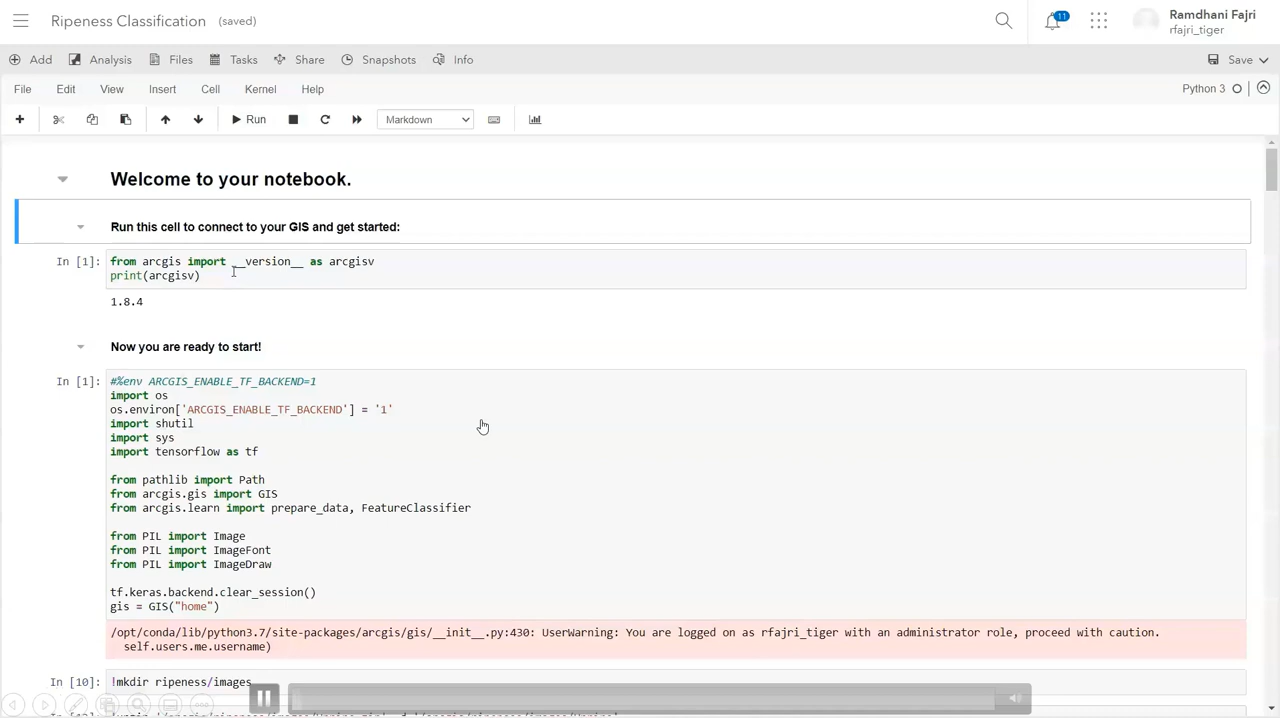 Ripeness Classification (saved)
11
Ramdhani Fajri
rfajri_tiger
Add Analysis Files Tasks Share Snapshots Info Save
File Edit View Insert Cell Kernel Help Python 3
Run Markdown
Welcome to your notebook.
Run this cell to connect to your GIS and get started:
In [1]: from arcgis import __version__ as arcgisv
print(arcgisv)
1.8.4
Now you are ready to start!
In [1]: #%env ARCGIS_ENABLE_TF_BACKEND=1
import os
os.environ['ARCGIS_ENABLE_TF_BACKEND'] = '1'
import shutil
import sys
import tensorflow as tf
from pathlib import Path
from arcgis.gis import GIS
from arcgis.learn import prepare_data, FeatureClassifier
from PIL import Image
from PIL import ImageFont
from PIL import ImageDraw
tf.keras.backend.clear_session()
gis = GIS("home")
/opt/conda/lib/python3.7/site-packages/arcgis/gis/__init__.py:430: UserWarning: You are logged on as rfajri_tiger with an administrator role, proceed with caution.
self.users.me.username)
In [10]: !mkdir ripeness/images